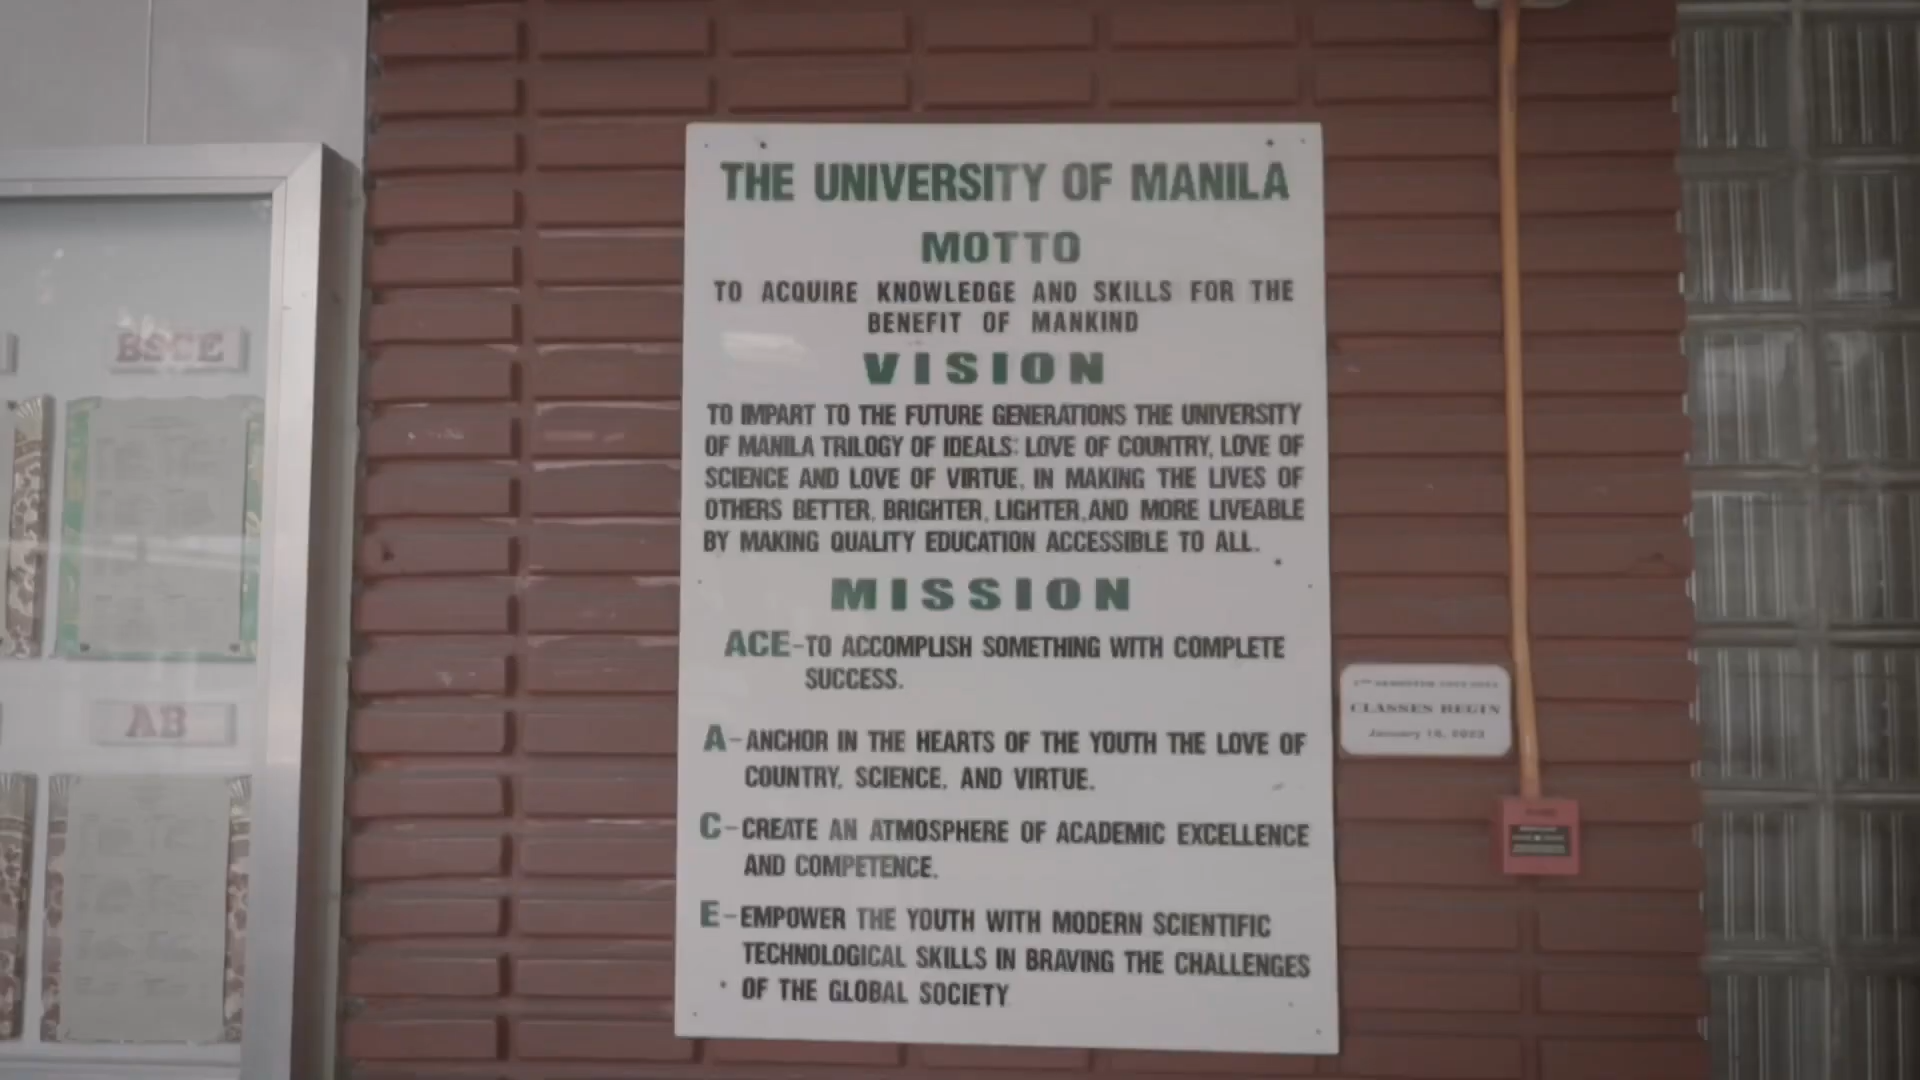 THE UNIVERSITY OF MANILA
MOTTO
TO ACQUIRE KNOWLEDGE AND SKILLS FOR THE
BENEFIT OF MANKIND
VISION
TO IMPART TO THE FUTURE GENERATIONS THE UNIVERSITY
OF MANILA TRILOGY OF IDEALS: LOVE OF COUNTRY, LOVE OF
SCIENCE AND LOVE OF VIRTUE, IN MAKING THE LIVES OF
OTHERS BETTER, BRIGHTER, LIGHTER, AND MORE LIVEABLE
BY MAKING QUALITY EDUCATION ACCESSIBLE TO ALL.
MISSION
ACE-TO ACCOMPLISH SOMETHING WITH COMPLETE
SUCCESS.
A-ANCHOR IN THE HEARTS OF THE YOUTH THE LOVE OF
COUNTRY, SCIENCE, AND VIRTUE.
C-CREATE AN ATMOSPHERE OF ACADEMIC EXCELLENCE
AND COMPETENCE.
E-EMPOWER THE YOUTH WITH MODERN SCIENTIFIC
TECHNOLOGICAL SKILLS IN BRAVING THE CHALLENGES
OF THE GLOBAL SOCIETY
BSCE
AB
CLASSES BEGIN